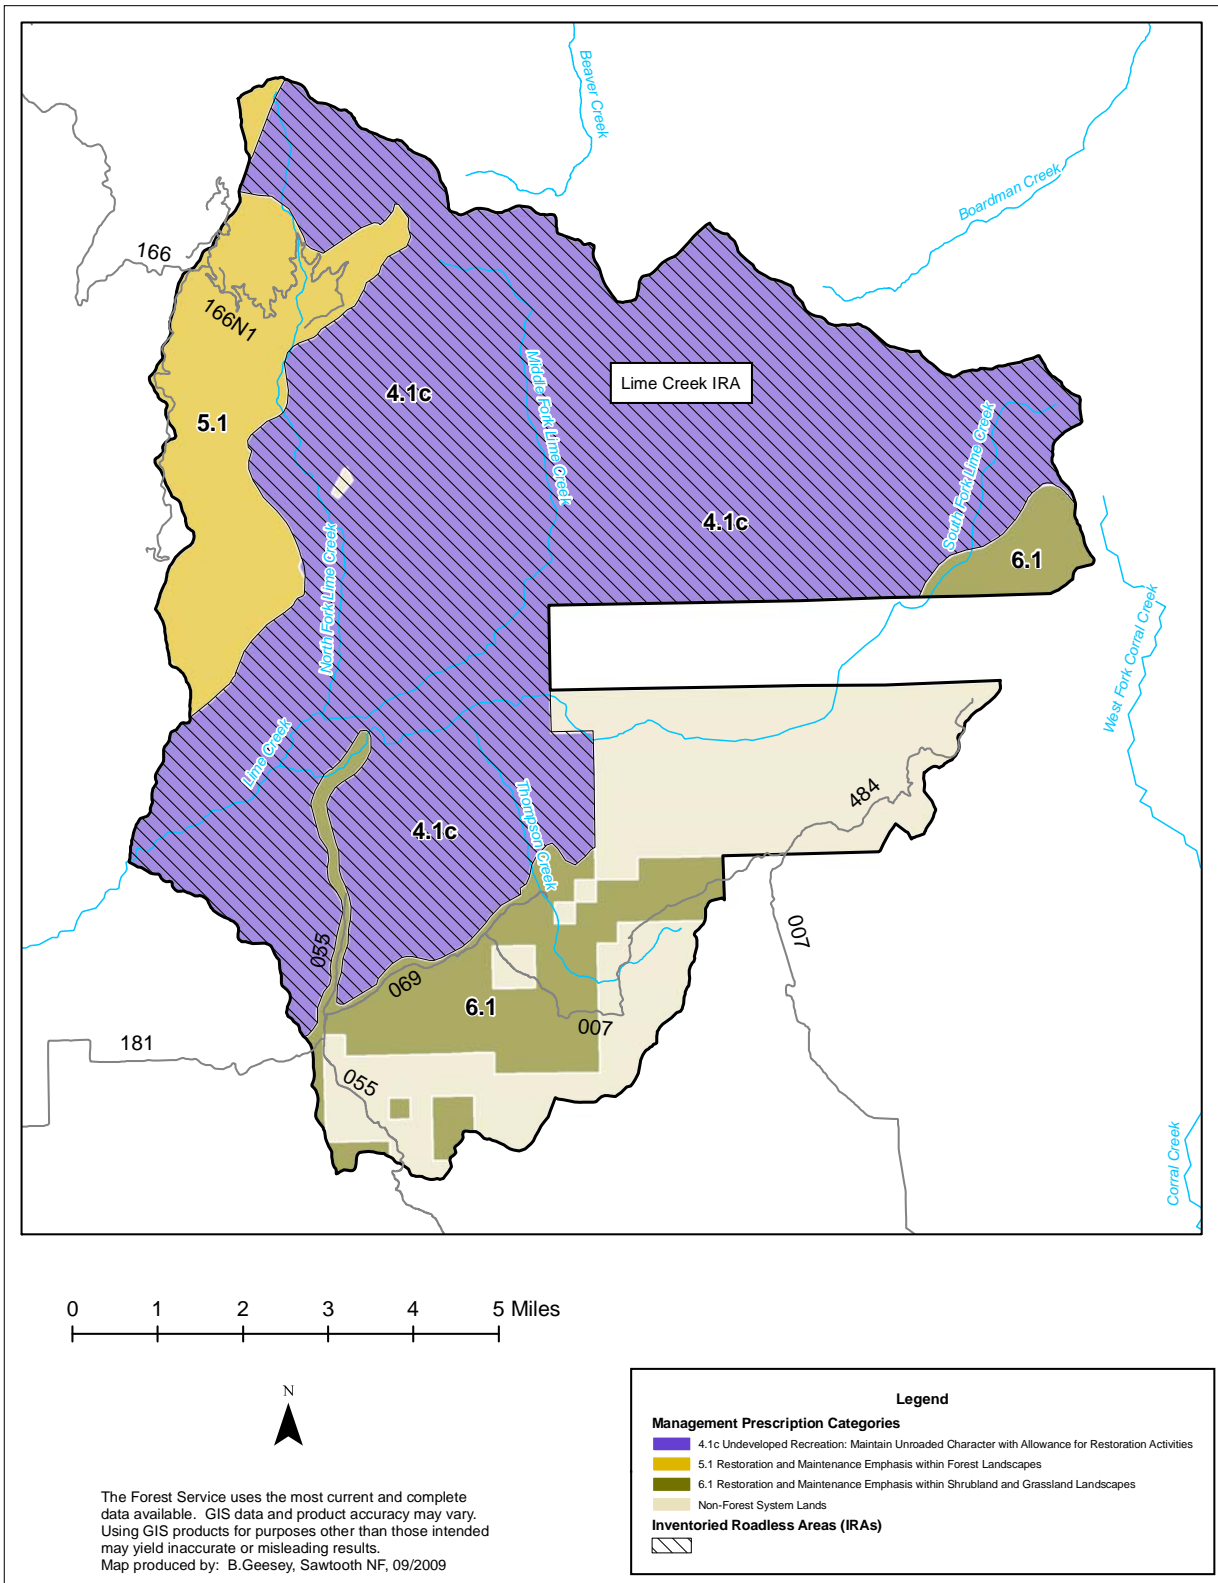 Beaver Creek
Boardman Creek
166
166N1
Middle Fork Lime Creek
Lime Creek IRA
4.1c
5.1
South Fork Lime Creek
4.1c
6.1
North Fork Lime Creek
West Fork Corral Creek
Lime Creek
Thompson Creek
484
4.1c
007
055
069
6.1
007
181
055
Corral Creek
0 1 2 3 4 5 Miles
N
The Forest Service uses the most current and complete
data available. GIS data and product accuracy may vary.
Using GIS products for purposes other than those intended
may yield inaccurate or misleading results.
Map produced by: B.Geesey, Sawtooth NF, 09/2009
Legend
Management Prescription Categories
4.1c Undeveloped Recreation: Maintain Unroaded Character with Allowance for Restoration Activities
5.1 Restoration and Maintenance Emphasis within Forest Landscapes
6.1 Restoration and Maintenance Emphasis within Shrubland and Grassland Landscapes
Non-Forest System Lands
Inventoried Roadless Areas (IRAs)